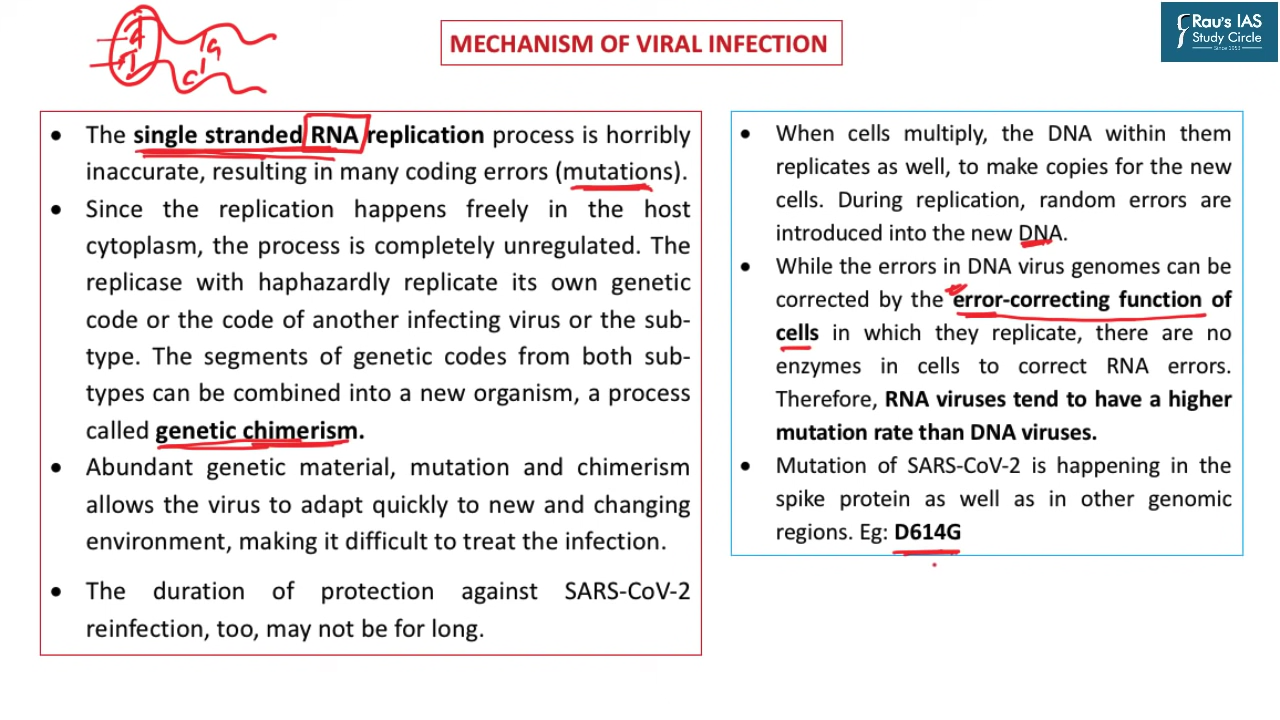 Rau's IAS
Study Circle
Since 1953
MECHANISM OF VIRAL INFECTION
• The single stranded RNA replication process is horribly
inaccurate, resulting in many coding errors (mutations).
• Since the replication happens freely in the host
cytoplasm, the process is completely unregulated. The
replicase with haphazardly replicate its own genetic
code or the code of another infecting virus or the sub-
type. The segments of genetic codes from both sub-
types can be combined into a new organism, a process
called genetic chimerism.
• Abundant genetic material, mutation and chimerism
allows the virus to adapt quickly to new and changing
environment, making it difficult to treat the infection.
• The duration of protection against SARS-CoV-2
reinfection, too, may not be for long.
• When cells multiply, the DNA within them
replicates as well, to make copies for the new
cells. During replication, random errors are
introduced into the new DNA.
• While the errors in DNA virus genomes can be
corrected by the error-correcting function of
cells in which they replicate, there are no
enzymes in cells to correct RNA errors.
Therefore, RNA viruses tend to have a higher
mutation rate than DNA viruses.
• Mutation of SARS-CoV-2 is happening in the
spike protein as well as in other genomic
regions. Eg: D614G